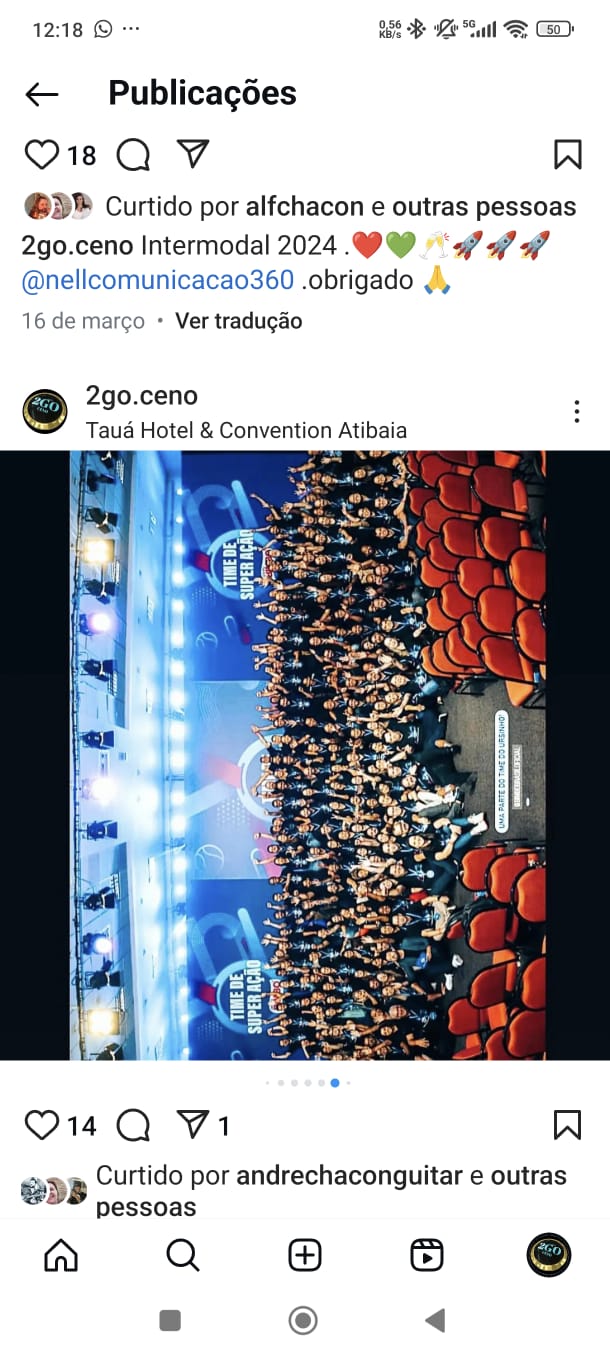 12:18
0,56 KB/s
5G
50
Publicações
18
Curtido por alfchacon e outras pessoas
2go.ceno Intermodal 2024 .❤️💚🥂🚀🚀🚀
@nellcomunicacao360 .obrigado 🙏
16 de março • Ver tradução
2GO
CENO
2go.ceno
Tauá Hotel & Convention Atibaia
TIME DE
SUPER AÇÃO
TIME DE
SUPER AÇÃO
UMA PARTE DO TIME DO URSINHO!
14
1
Curtido por andrechaconguitar e outras
pessoas
2GO
CENO